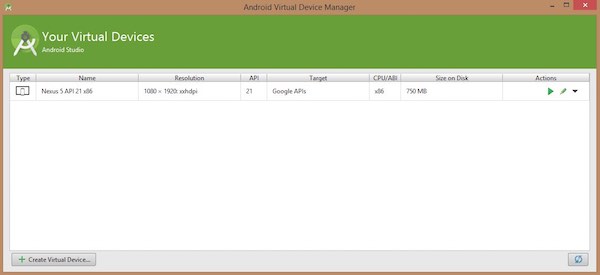 Android Virtual Device Manager
Your Virtual Devices
Android Studio
Type Name Resolution API Target CPU/ABI Size on Disk Actions
Nexus 5 API 21 x86 1080 × 1920: xxhdpi 21 Google APIs x86 750 MB
Create Virtual Device...